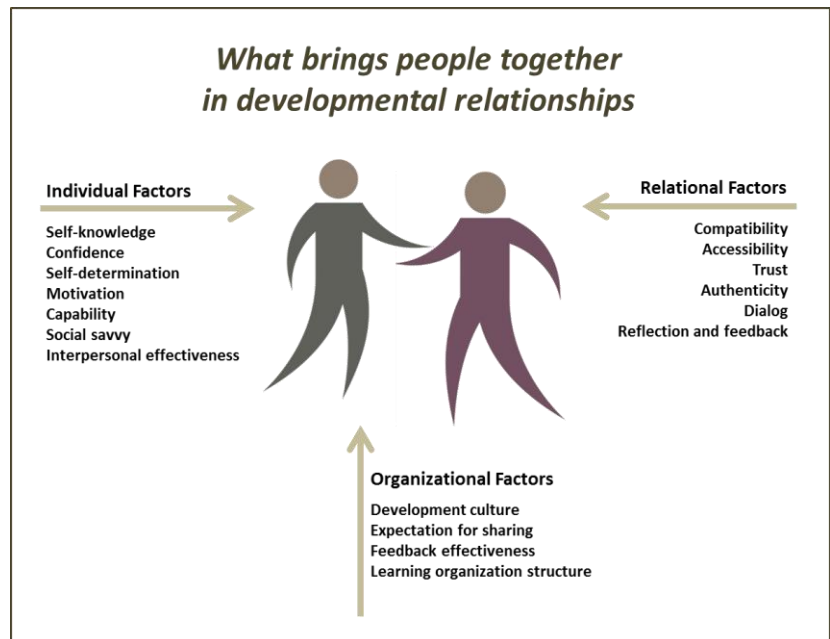 What brings people together
in developmental relationships
Individual Factors
Self-knowledge
Confidence
Self-determination
Motivation
Capability
Social savvy
Interpersonal effectiveness
Relational Factors
Compatibility
Accessibility
Trust
Authenticity
Dialog
Reflection and feedback
Organizational Factors
Development culture
Expectation for sharing
Feedback effectiveness
Learning organization structure